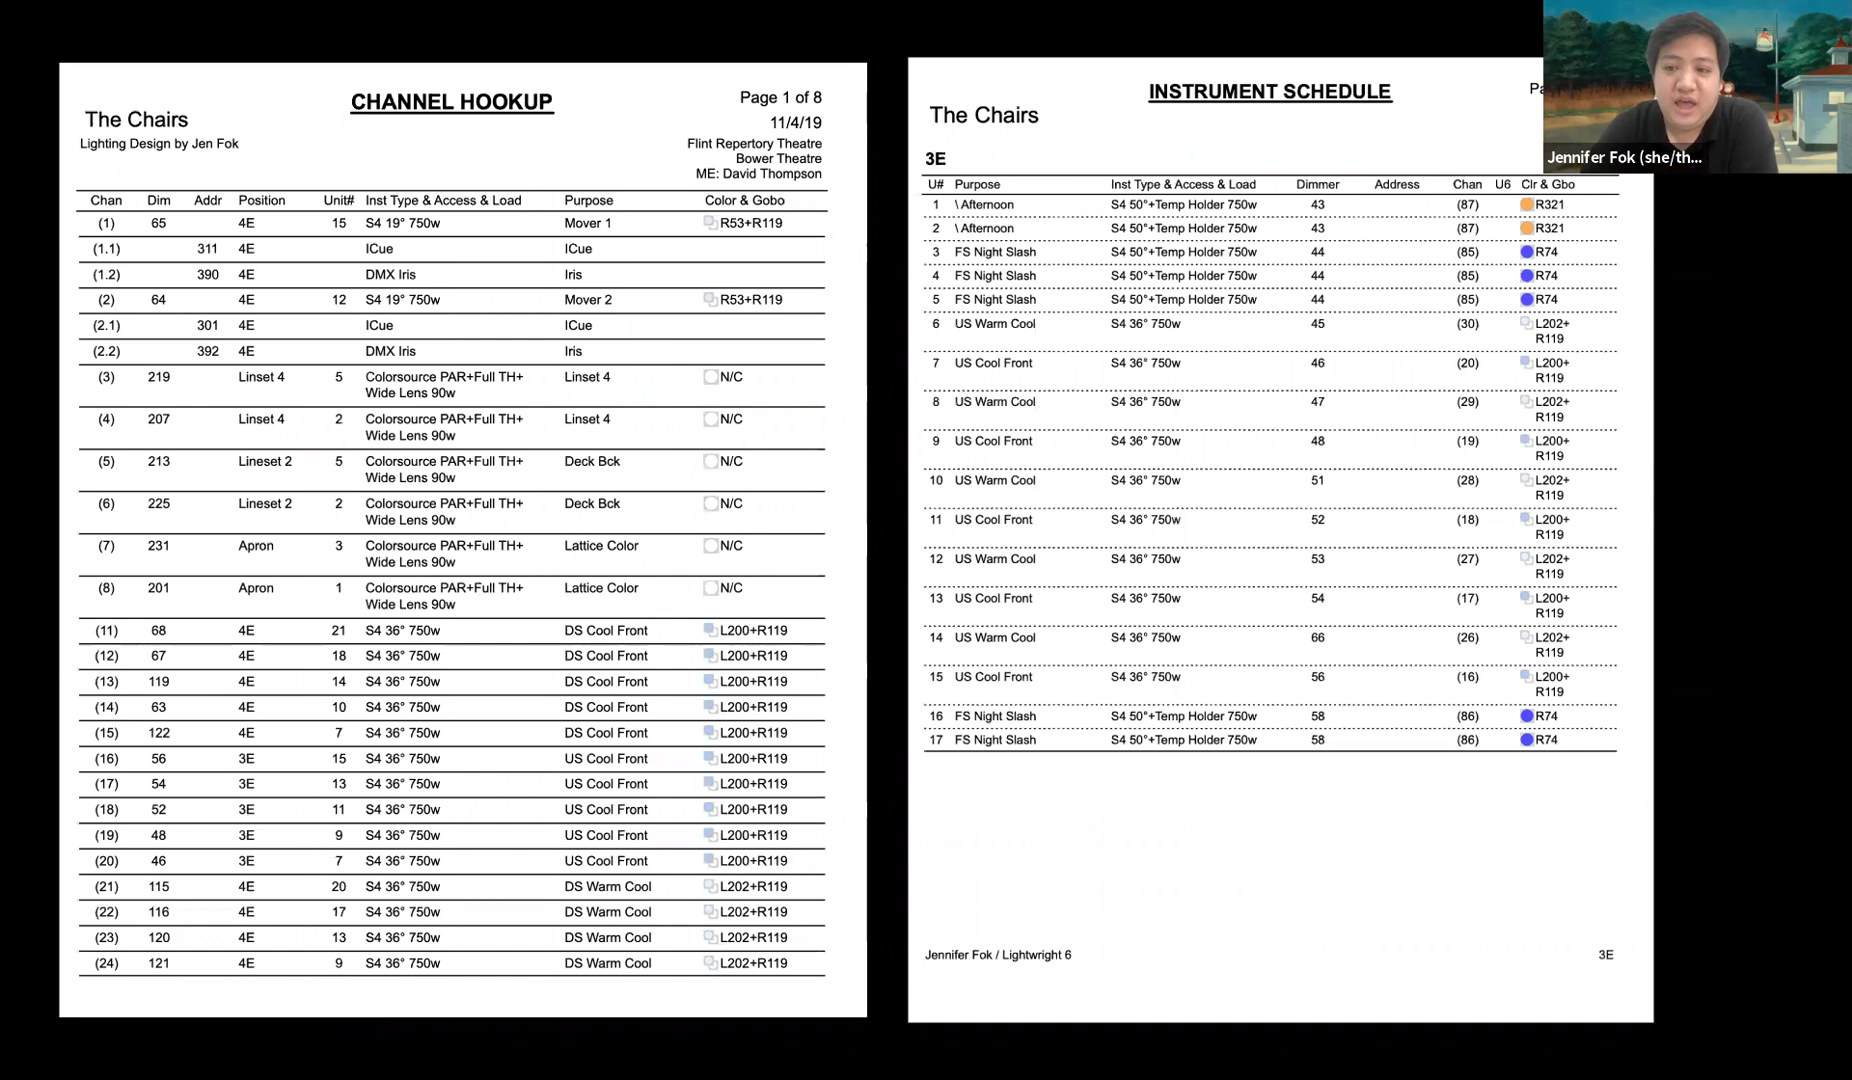 CHANNEL HOOKUP
Page 1 of 8
The Chairs
11/4/19
Lighting Design by Jen Fok
Flint Repertory Theatre
Bower Theatre
ME: David Thompson
Chan Dim Addr Position Unit# Inst Type & Access & Load Purpose Color & Gobo
(1) 65 4E 15 S4 19° 750w Mover 1 R53+R119
(1.1) 311 4E ICue ICue
(1.2) 390 4E DMX Iris Iris
(2) 64 4E 12 S4 19° 750w Mover 2 R53+R119
(2.1) 301 4E ICue ICue
(2.2) 392 4E DMX Iris Iris
(3) 219 Linset 4 5 Colorsource PAR+Full TH+ Linset 4 N/C
Wide Lens 90w
(4) 207 Linset 4 2 Colorsource PAR+Full TH+ Linset 4 N/C
Wide Lens 90w
(5) 213 Lineset 2 5 Colorsource PAR+Full TH+ Deck Bck N/C
Wide Lens 90w
(6) 225 Lineset 2 2 Colorsource PAR+Full TH+ Deck Bck N/C
Wide Lens 90w
(7) 231 Apron 3 Colorsource PAR+Full TH+ Lattice Color N/C
Wide Lens 90w
(8) 201 Apron 1 Colorsource PAR+Full TH+ Lattice Color N/C
Wide Lens 90w
(11) 68 4E 21 S4 36° 750w DS Cool Front L200+R119
(12) 67 4E 18 S4 36° 750w DS Cool Front L200+R119
(13) 119 4E 14 S4 36° 750w DS Cool Front L200+R119
(14) 63 4E 10 S4 36° 750w DS Cool Front L200+R119
(15) 122 4E 7 S4 36° 750w DS Cool Front L200+R119
(16) 56 3E 15 S4 36° 750w US Cool Front L200+R119
(17) 54 3E 13 S4 36° 750w US Cool Front L200+R119
(18) 52 3E 11 S4 36° 750w US Cool Front L200+R119
(19) 48 3E 9 S4 36° 750w US Cool Front L200+R119
(20) 46 3E 7 S4 36° 750w US Cool Front L200+R119
(21) 115 4E 20 S4 36° 750w DS Warm Cool L202+R119
(22) 116 4E 17 S4 36° 750w DS Warm Cool L202+R119
(23) 120 4E 13 S4 36° 750w DS Warm Cool L202+R119
(24) 121 4E 9 S4 36° 750w DS Warm Cool L202+R119
INSTRUMENT SCHEDULE
The Chairs
3E
U# Purpose Inst Type & Access & Load Dimmer Address Chan U6 Clr & Gbo
1 \ Afternoon S4 50°+Temp Holder 750w 43 (87) R321
2 \ Afternoon S4 50°+Temp Holder 750w 43 (87) R321
3 FS Night Slash S4 50°+Temp Holder 750w 44 (85) R74
4 FS Night Slash S4 50°+Temp Holder 750w 44 (85) R74
5 FS Night Slash S4 50°+Temp Holder 750w 44 (85) R74
6 US Warm Cool S4 36° 750w 45 (30) L202+
R119
7 US Cool Front S4 36° 750w 46 (20) L200+
R119
8 US Warm Cool S4 36° 750w 47 (29) L202+
R119
9 US Cool Front S4 36° 750w 48 (19) L200+
R119
10 US Warm Cool S4 36° 750w 51 (28) L202+
R119
11 US Cool Front S4 36° 750w 52 (18) L200+
R119
12 US Warm Cool S4 36° 750w 53 (27) L202+
R119
13 US Cool Front S4 36° 750w 54 (17) L200+
R119
14 US Warm Cool S4 36° 750w 66 (26) L202+
R119
15 US Cool Front S4 36° 750w 56 (16) L200+
R119
16 FS Night Slash S4 50°+Temp Holder 750w 58 (86) R74
17 FS Night Slash S4 50°+Temp Holder 750w 58 (86) R74
Jennifer Fok / Lightwright 6 3E
Jennifer Fok (she/th...